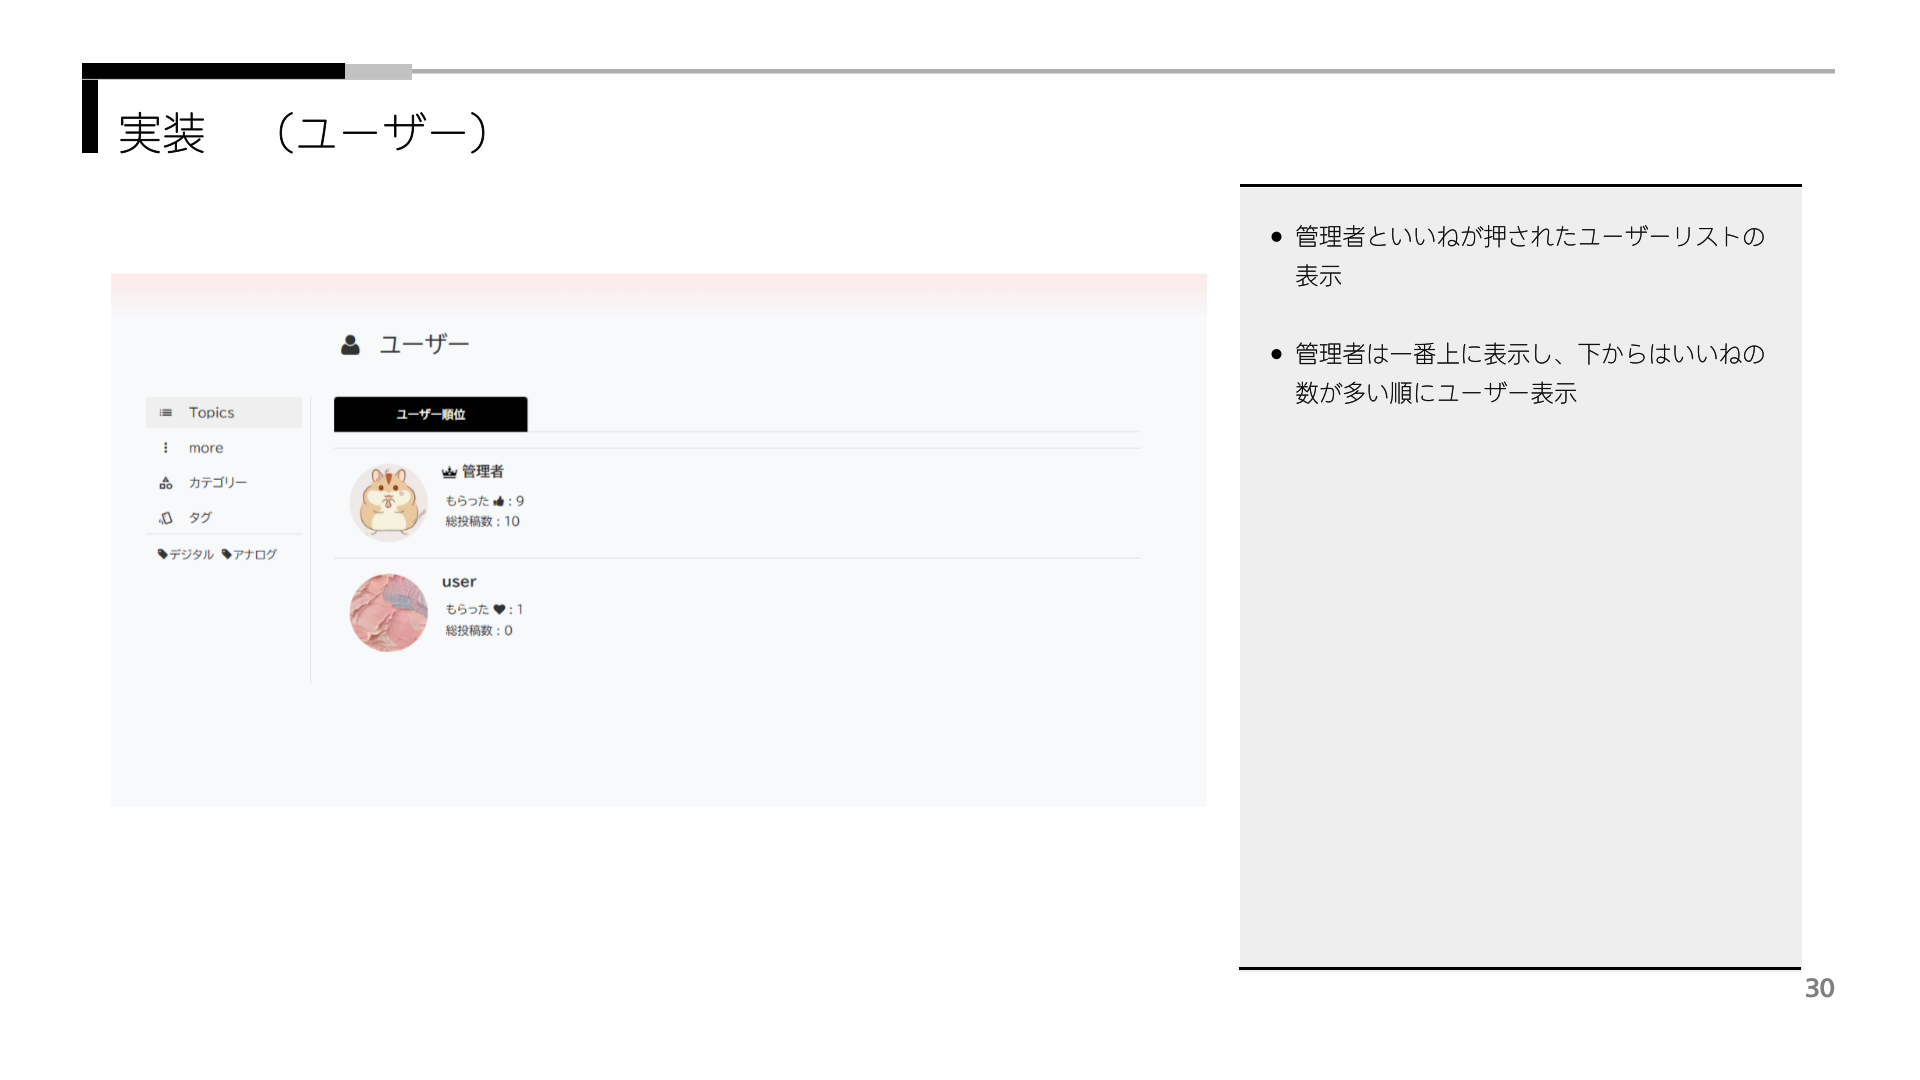 実装　（ユーザー）
ユーザー
Topics
more
カテゴリー
タグ
デジタル アナログ
ユーザー順位
管理者
もらった : 9
総投稿数 : 10
user
もらった : 1
総投稿数 : 0
• 管理者といいねが押されたユーザーリストの
表示
• 管理者は一番上に表示し、下からはいいねの
数が多い順にユーザー表示
30